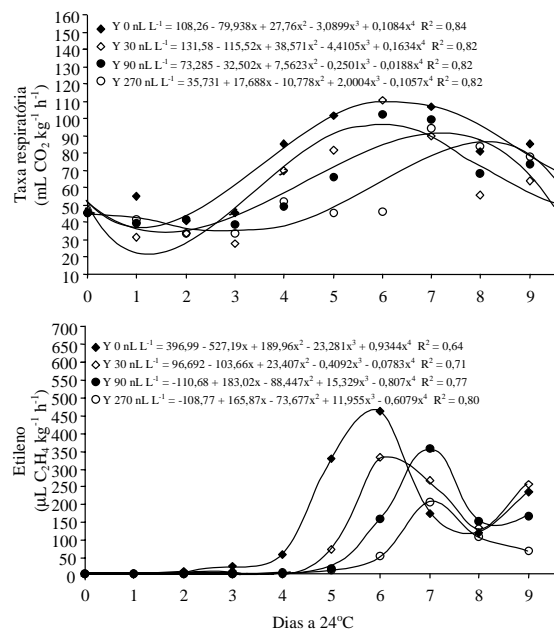 160
150
140
130
120
110
100
90
80
70
60
50
40
30
20
10
Taxa respiratória
(mL CO₂ kg⁻¹ h⁻¹)
Y 0 nL L⁻¹ = 108,26 - 79,938x + 27,76x² - 3,0899x³ + 0,1084x⁴ R² = 0,84
Y 30 nL L⁻¹ = 131,58 - 115,52x + 38,571x² - 4,4105x³ + 0,1634x⁴ R² = 0,82
Y 90 nL L⁻¹ = 73,285 - 32,502x + 7,5623x² - 0,2501x³ - 0,0188x⁴ R² = 0,82
Y 270 nL L⁻¹ = 35,731 + 17,688x - 10,778x² + 2,0004x³ - 0,1057x⁴ R² = 0,82
0 1 2 3 4 5 6 7 8 9
700
650
600
550
500
450
400
350
300
250
200
150
100
50
0
Etileno
(µL C₂H₄ kg⁻¹ h⁻¹)
Y 0 nL L⁻¹ = 396,99 - 527,19x + 189,96x² - 23,281x³ + 0,9344x⁴ R² = 0,64
Y 30 nL L⁻¹ = 96,692 - 103,66x + 23,407x² - 0,4092x³ - 0,0783x⁴ R² = 0,71
Y 90 nL L⁻¹ = -110,68 + 183,02x - 88,447x² + 15,329x³ - 0,807x⁴ R² = 0,77
Y 270 nL L⁻¹ = -108,77 + 165,87x - 73,677x² + 11,955x³ - 0,6079x⁴ R² = 0,80
0 1 2 3 4 5 6 7 8 9
Dias a 24°C